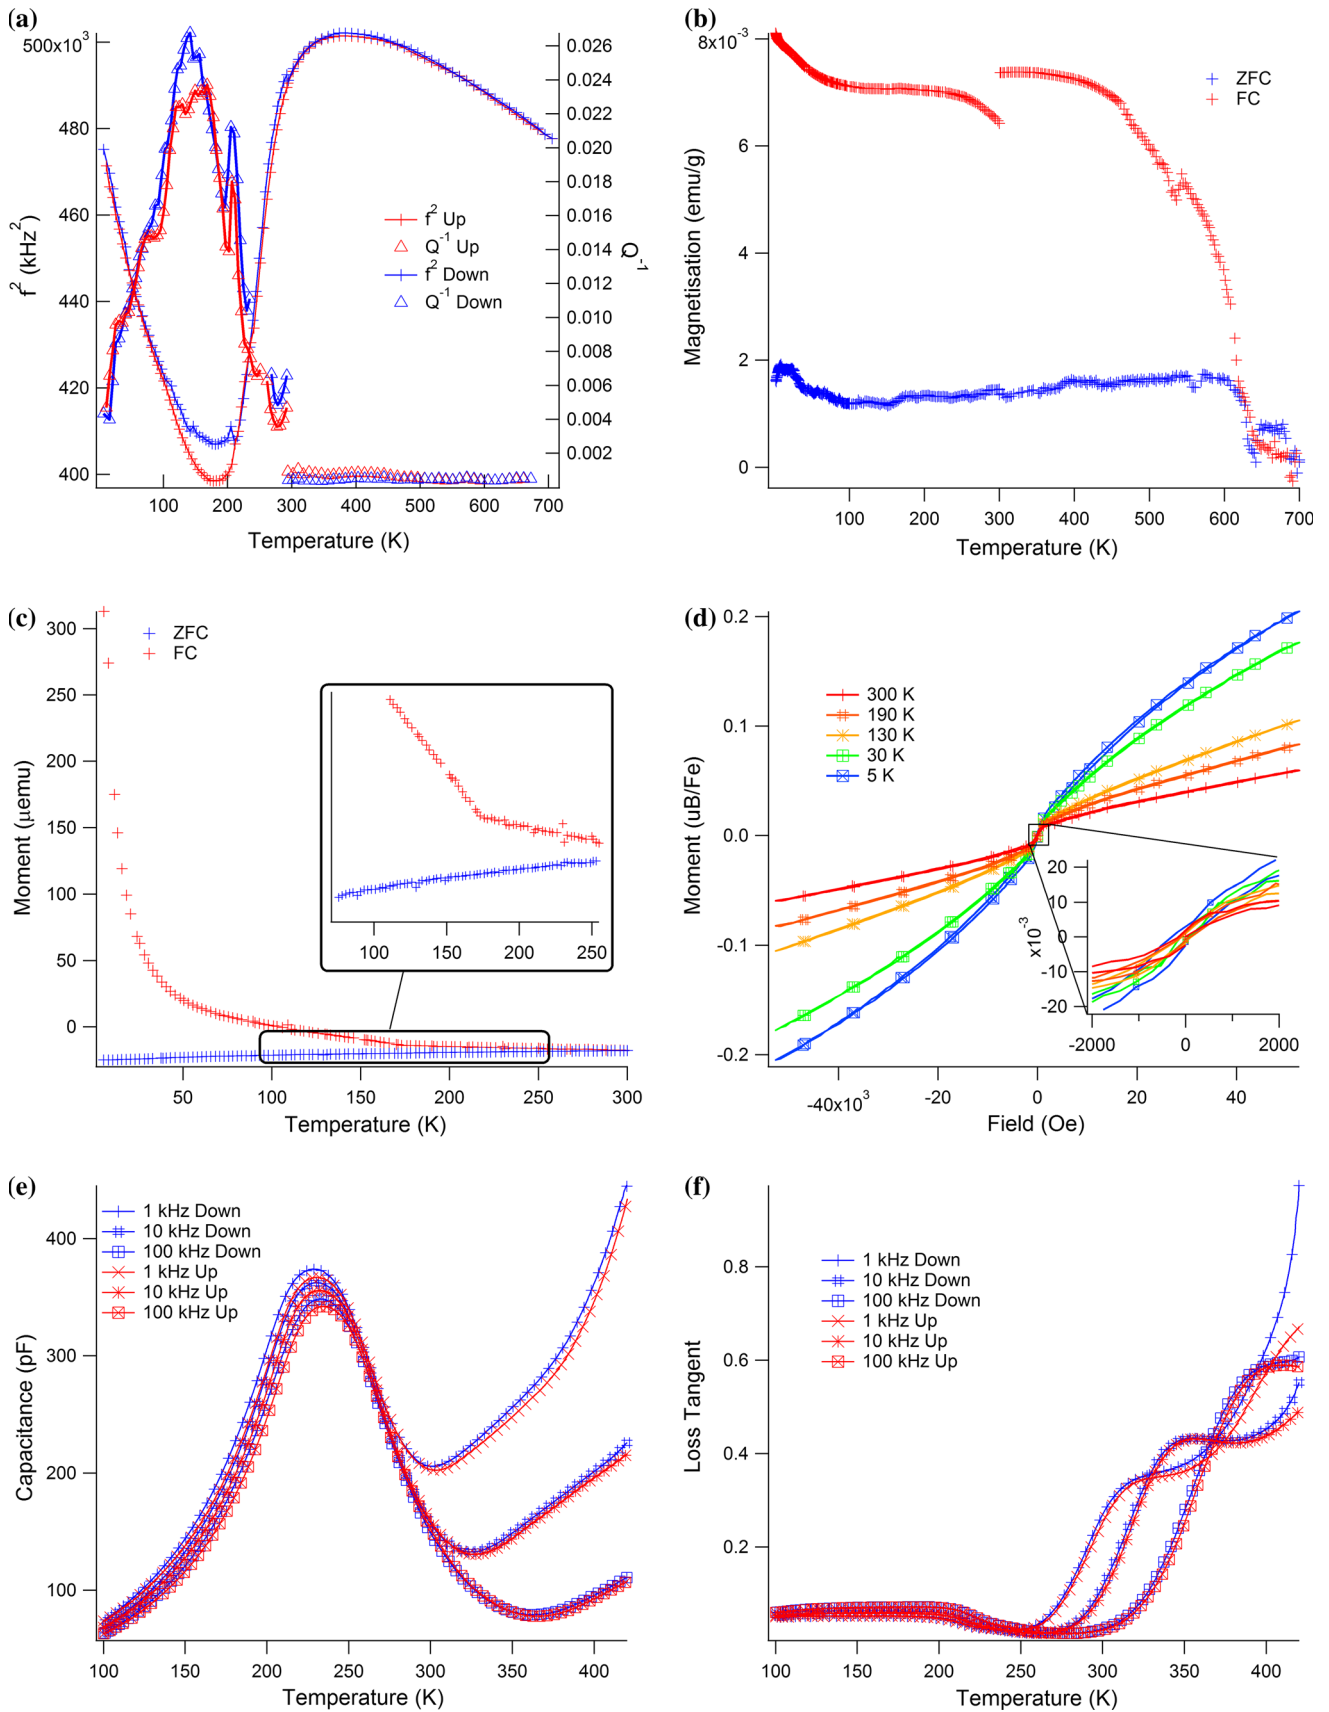 (a)
500x10³
480
460
440
420
400
f² (kHz²)
0.026
0.024
0.022
0.020
0.018
0.016
0.014
0.012
0.010
0.008
0.006
0.004
0.002
Q⁻¹
f² Up
Q⁻¹ Up
f² Down
Q⁻¹ Down
100 200 300 400 500 600 700
Temperature (K)
(b)
8x10⁻³
6
4
2
0
Magnetisation (emu/g)
ZFC
FC
100 200 300 400 500 600 700
Temperature (K)
(c)
300
250
200
150
100
50
0
Moment (µemu)
ZFC
FC
100 150 200 250
50 100 150 200 250 300
Temperature (K)
(d)
0.2
0.1
0.0
-0.1
-0.2
Moment (uB/Fe)
300 K
190 K
130 K
30 K
5 K
20
10
0
-10
-20
x10⁻³
-2000 0 2000
-40x10³ -20 0 20 40
Field (Oe)
(e)
400
300
200
100
Capacitance (pF)
1 kHz Down
10 kHz Down
100 kHz Down
1 kHz Up
10 kHz Up
100 kHz Up
100 150 200 250 300 350 400
Temperature (K)
(f)
0.8
0.6
0.4
0.2
Loss Tangent
1 kHz Down
10 kHz Down
100 kHz Down
1 kHz Up
10 kHz Up
100 kHz Up
100 150 200 250 300 350 400
Temperature (K)